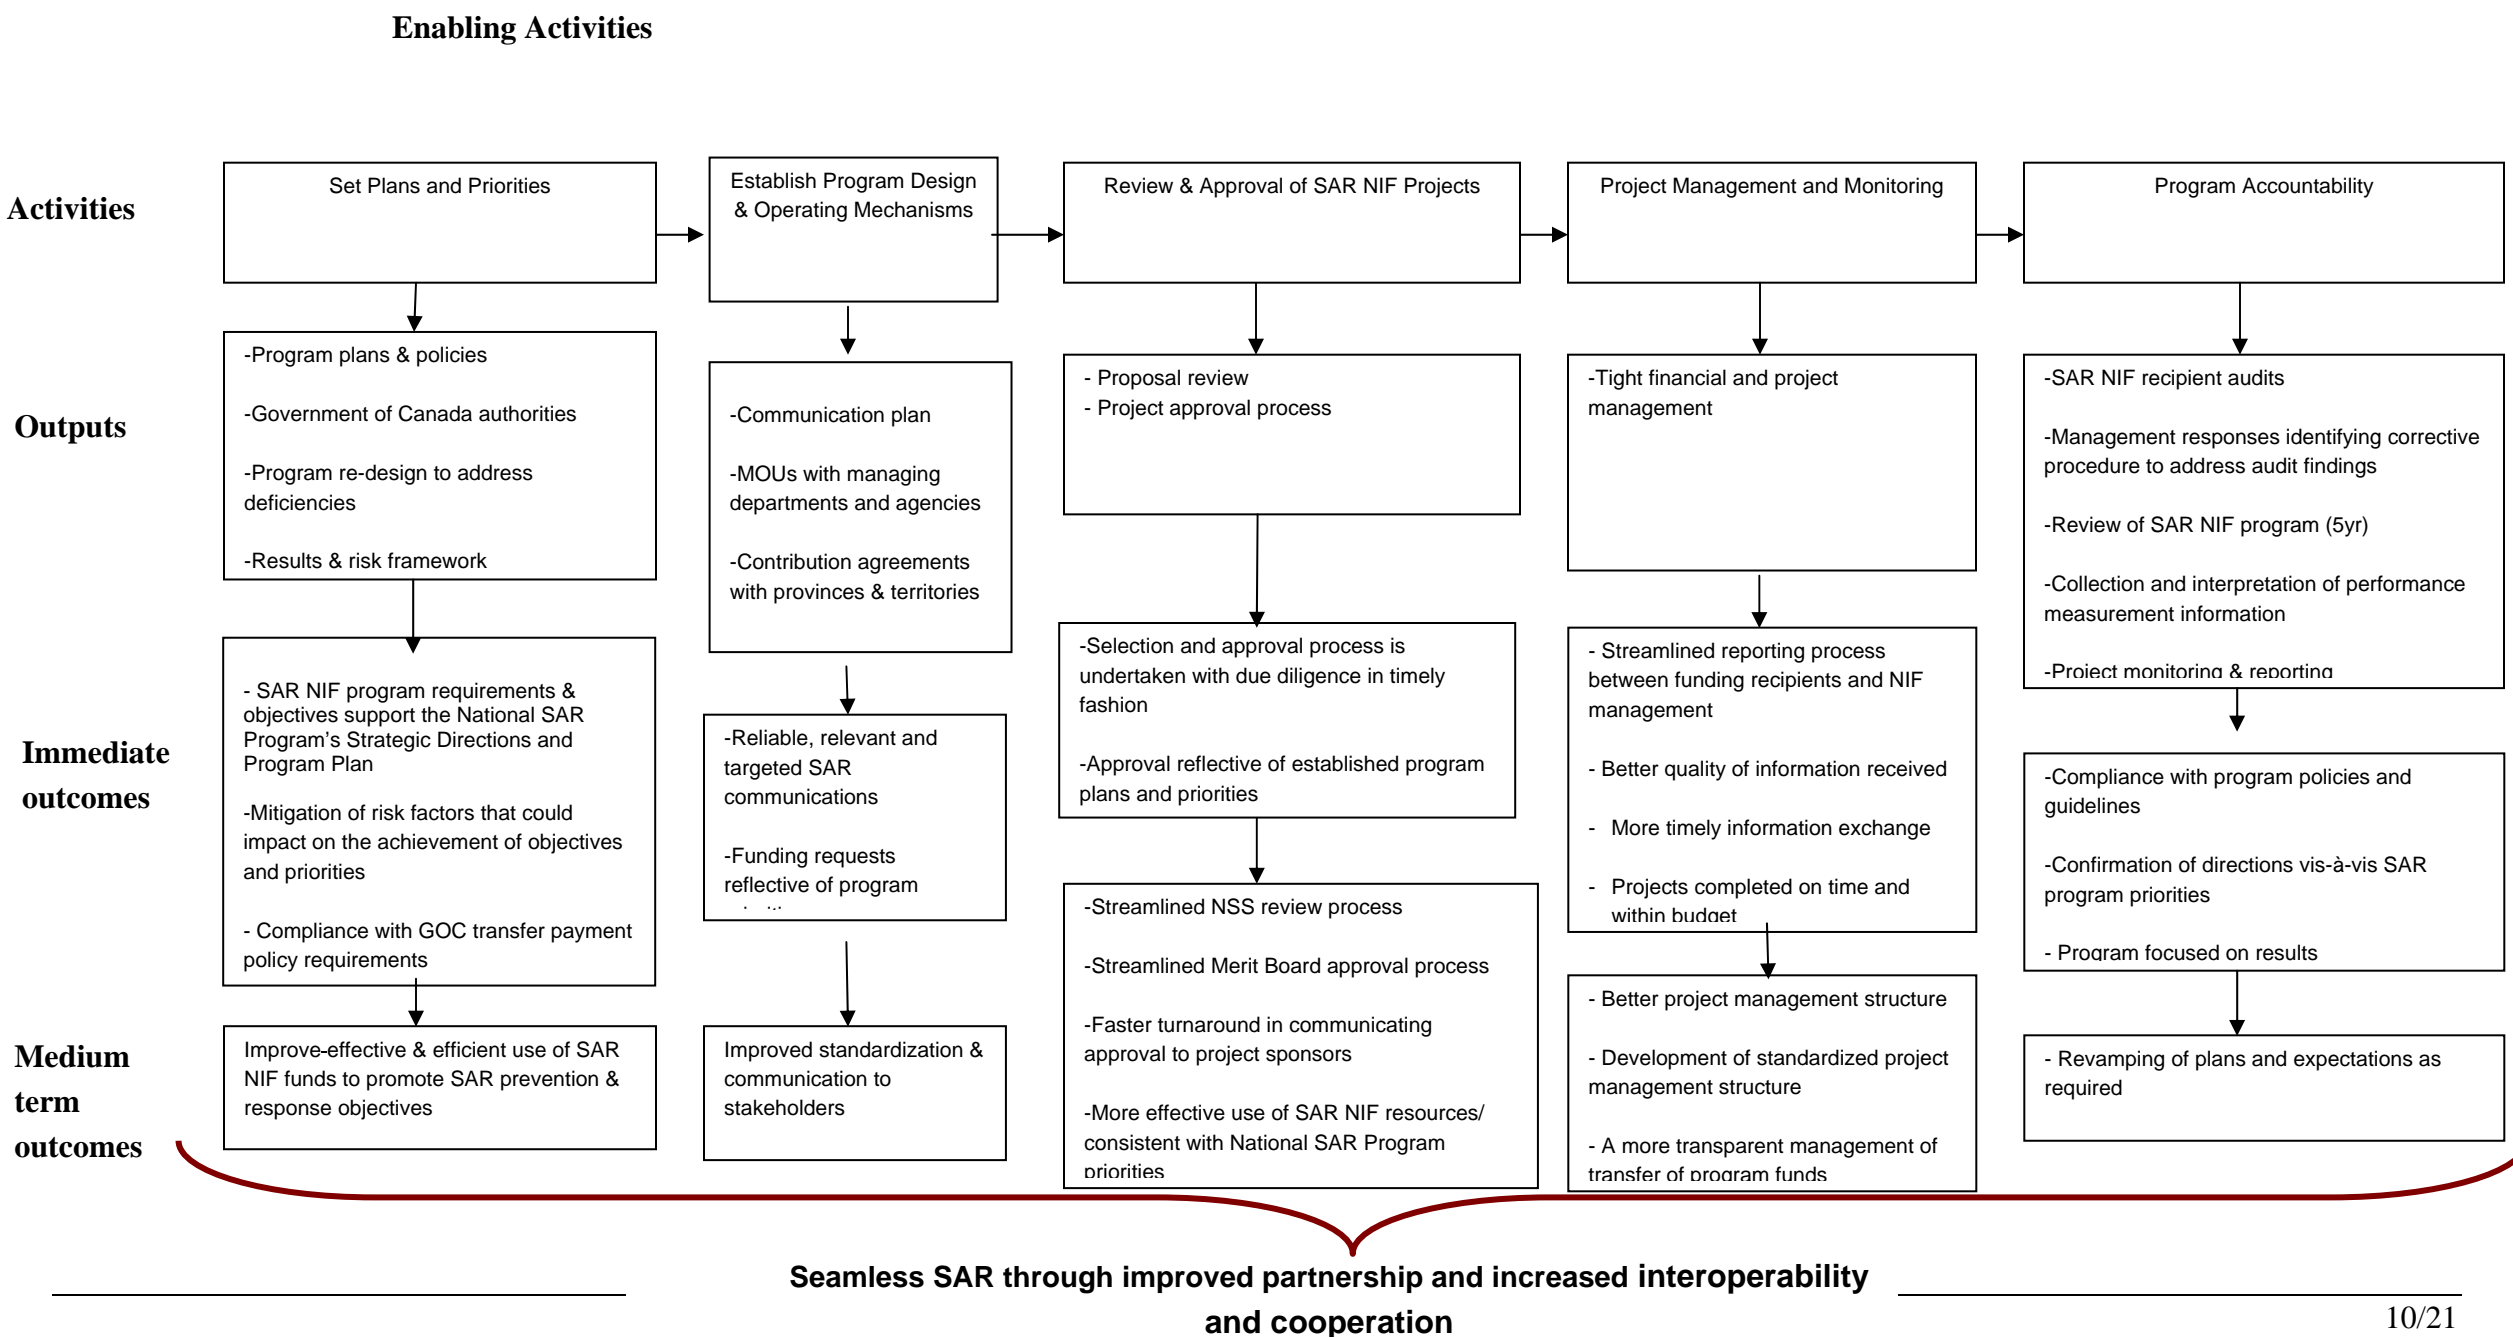 Enabling Activities
Activities
Set Plans and Priorities
Establish Program Design
& Operating Mechanisms
Review & Approval of SAR NIF Projects
Project Management and Monitoring
Program Accountability
Outputs
-Program plans & policies
-Government of Canada authorities
-Program re-design to address
deficiencies
-Results & risk framework
-Communication plan
-MOUs with managing
departments and agencies
-Contribution agreements
with provinces & territories
- Proposal review
- Project approval process
-Tight financial and project
management
-SAR NIF recipient audits
-Management responses identifying corrective
procedure to address audit findings
-Review of SAR NIF program (5yr)
-Collection and interpretation of performance
measurement information
-Project monitoring & reporting
Immediate
outcomes
- SAR NIF program requirements &
objectives support the National SAR
Program’s Strategic Directions and
Program Plan
-Mitigation of risk factors that could
impact on the achievement of objectives
and priorities
- Compliance with GOC transfer payment
policy requirements
-Reliable, relevant and
targeted SAR
communications
-Funding requests
reflective of program
-Selection and approval process is
undertaken with due diligence in timely
fashion
-Approval reflective of established program
plans and priorities
- Streamlined reporting process
between funding recipients and NIF
management
- Better quality of information received
- More timely information exchange
- Projects completed on time and
within budget
-Compliance with program policies and
guidelines
-Confirmation of directions vis-à-vis SAR
program priorities
- Program focused on results
Medium
term
outcomes
Improve-effective & efficient use of SAR
NIF funds to promote SAR prevention &
response objectives
Improved standardization &
communication to
stakeholders
-Streamlined NSS review process
-Streamlined Merit Board approval process
-Faster turnaround in communicating
approval to project sponsors
-More effective use of SAR NIF resources/
consistent with National SAR Program
priorities
- Better project management structure
- Development of standardized project
management structure
- A more transparent management of
transfer of program funds
- Revamping of plans and expectations as
required
Seamless SAR through improved partnership and increased interoperability
and cooperation
10/21